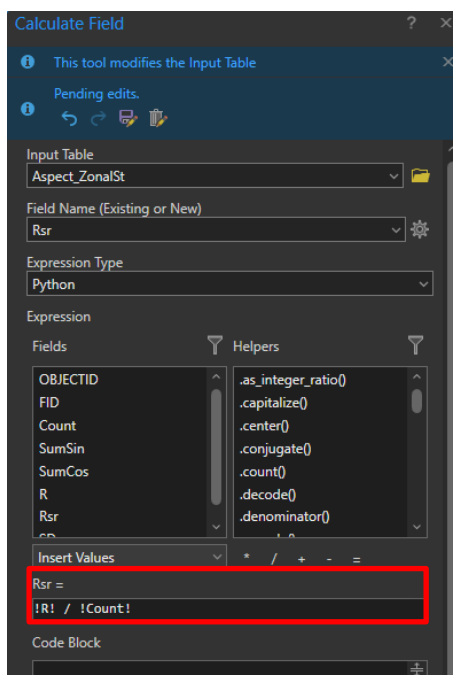 Calculate Field ? ×
This tool modifies the Input Table ×
Pending edits.
Input Table
Aspect_ZonalSt
Field Name (Existing or New)
Rsr
Expression Type
Python
Expression
Fields Helpers
OBJECTID .as_integer_ratio()
FID .capitalize()
Count .center()
SumSin .conjugate()
SumCos .count()
R .decode()
Rsr .denominator()
Insert Values * / + - =
Rsr =
!R! / !Count!
Code Block